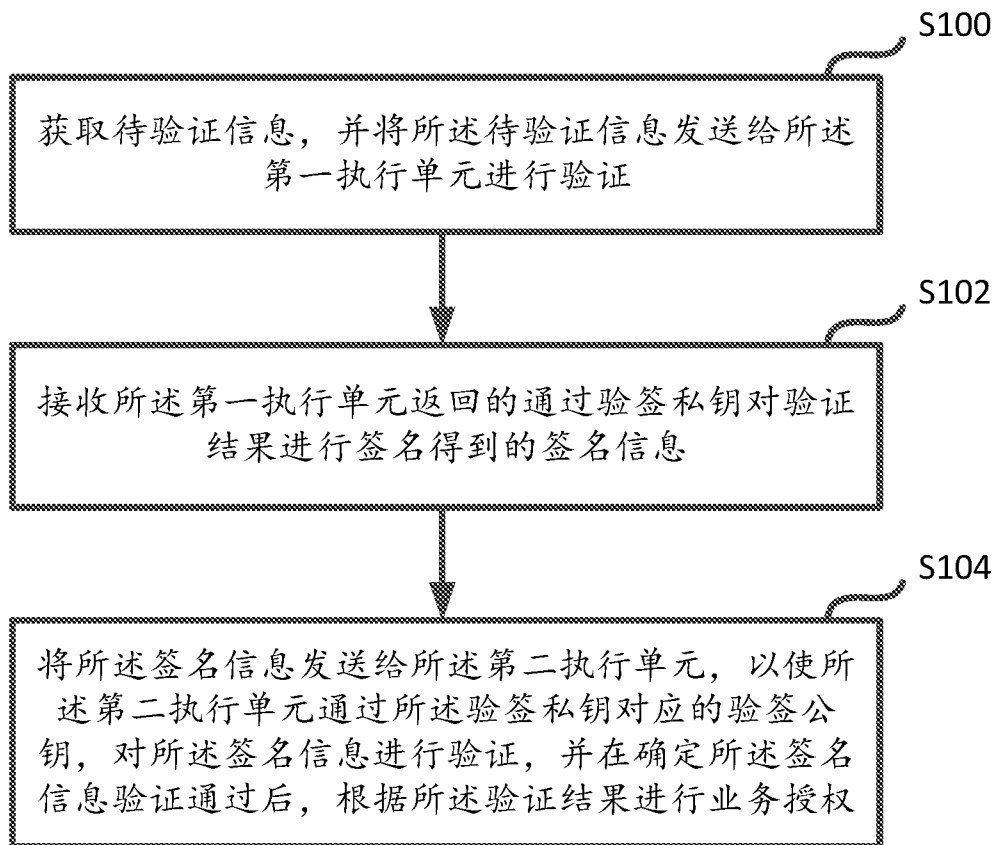 S100
获取待验证信息，并将所述待验证信息发送给所述
第一执行单元进行验证
S102
接收所述第一执行单元返回的通过验签私钥对验证
结果进行签名得到的签名信息
S104
将所述签名信息发送给所述第二执行单元，以使所
述第二执行单元通过所述验签私钥对应的验签公
钥，对所述签名信息进行验证，并在确定所述签名
信息验证通过后，根据所述验证结果进行业务授权